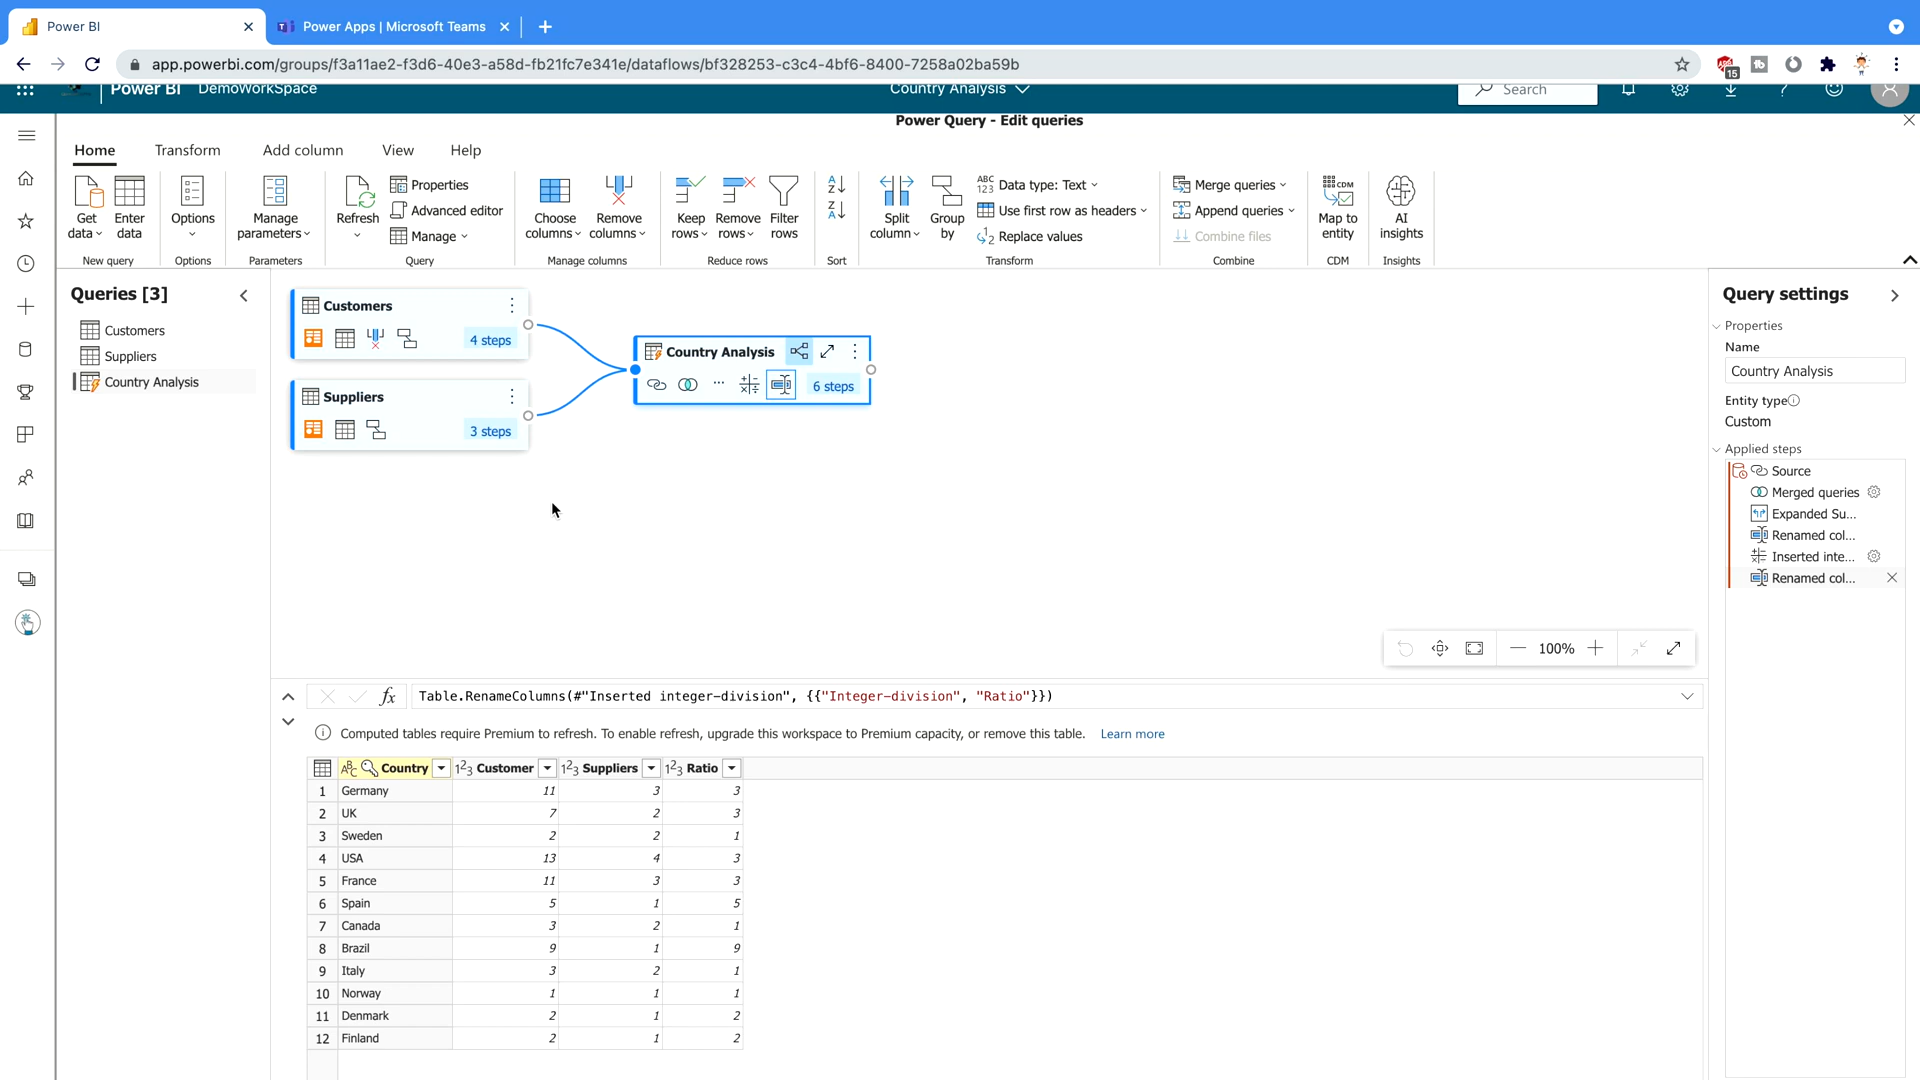 Power BI
Power Apps | Microsoft Teams
app.powerbi.com/groups/f3a11ae2-f3d6-40e3-a58d-fb21fc7e341e/dataflows/bf328253-c3c4-4bf6-8400-7258a02ba59b
15
Power BI DemoWorkSpace Country Analysis Search
Power Query - Edit queries
Home Transform Add column View Help
Get data
Enter data
New query
Options
Options
Manage parameters
Parameters
Refresh
Properties
Advanced editor
Manage
Query
Choose columns
Remove columns
Manage columns
Keep rows
Remove rows
Filter rows
Reduce rows
Sort
Split column
Group by
Data type: Text
Use first row as headers
Replace values
Transform
Merge queries
Append queries
Combine files
Combine
Map to entity
CDM
AI insights
Insights
Queries [3]
Customers
Suppliers
Country Analysis
Customers
4 steps
Suppliers
3 steps
Country Analysis
6 steps
100%
Query settings
Properties
Name
Country Analysis
Entity type
Custom
Applied steps
Source
Merged queries
Expanded Su...
Renamed col...
Inserted inte...
Renamed col...
fx Table.RenameColumns(#"Inserted integer-division", {{"Integer-division", "Ratio"}})
Computed tables require Premium to refresh. To enable refresh, upgrade this workspace to Premium capacity, or remove this table. Learn more
Country Customer Suppliers Ratio
1 Germany 11 3 3
2 UK 7 2 3
3 Sweden 2 2 1
4 USA 13 4 3
5 France 11 3 3
6 Spain 5 1 5
7 Canada 3 2 1
8 Brazil 9 1 9
9 Italy 3 2 1
10 Norway 1 1 1
11 Denmark 2 1 2
12 Finland 2 1 2